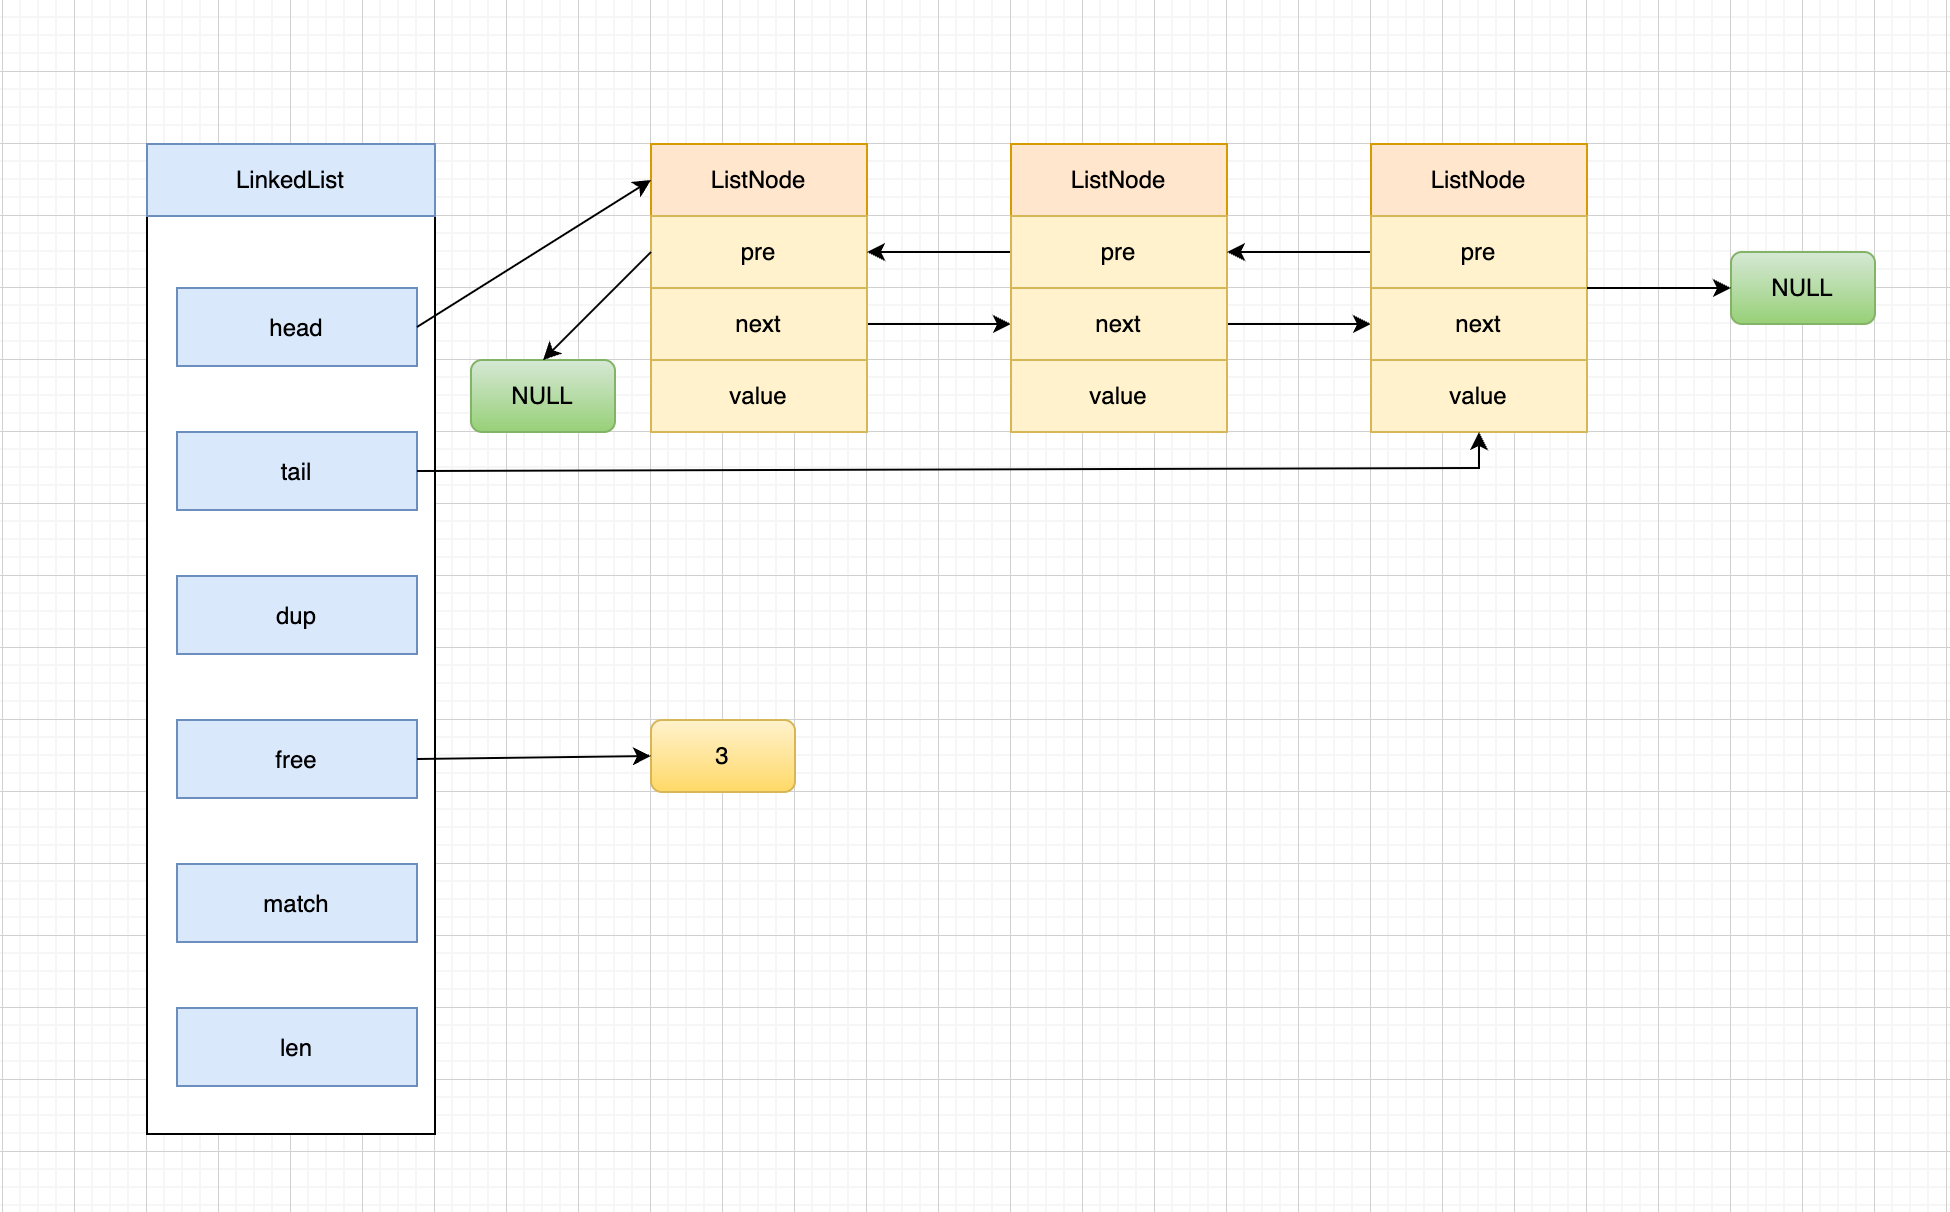 LinkedList
head
tail
dup
free
match
len
NULL
ListNode
pre
next
value
ListNode
pre
next
value
ListNode
pre
next
value
NULL
3